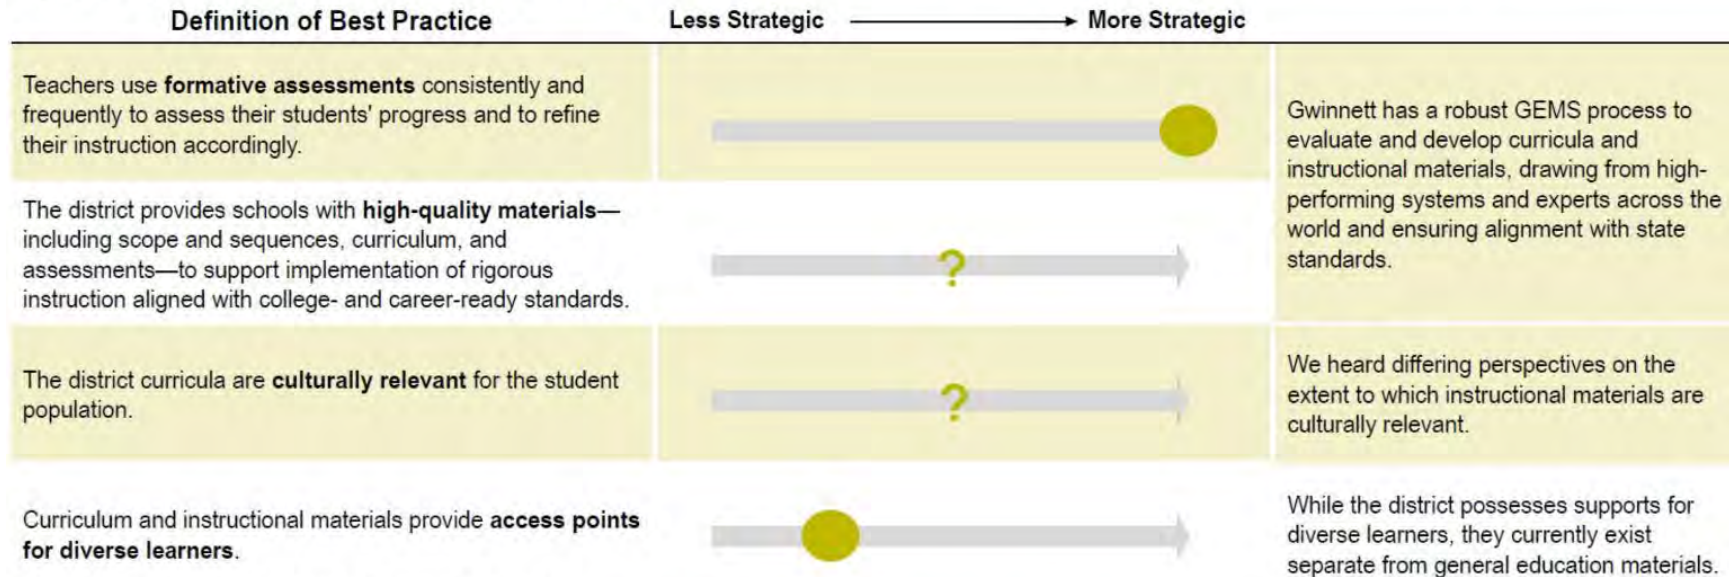 Definition of Best Practice
Less Strategic
More Strategic
Teachers use formative assessments consistently and
frequently to assess their students' progress and to refine
their instruction accordingly.
Gwinnett has a robust GEMS process to
evaluate and develop curricula and
instructional materials, drawing from high-
performing systems and experts across the
world and ensuring alignment with state
standards.
The district provides schools with high-quality materials—
including scope and sequences, curriculum, and
assessments—to support implementation of rigorous
instruction aligned with college- and career-ready standards.
?
The district curricula are culturally relevant for the student
population.
?
We heard differing perspectives on the
extent to which instructional materials are
culturally relevant.
Curriculum and instructional materials provide access points
for diverse learners.
While the district possesses supports for
diverse learners, they currently exist
separate from general education materials.